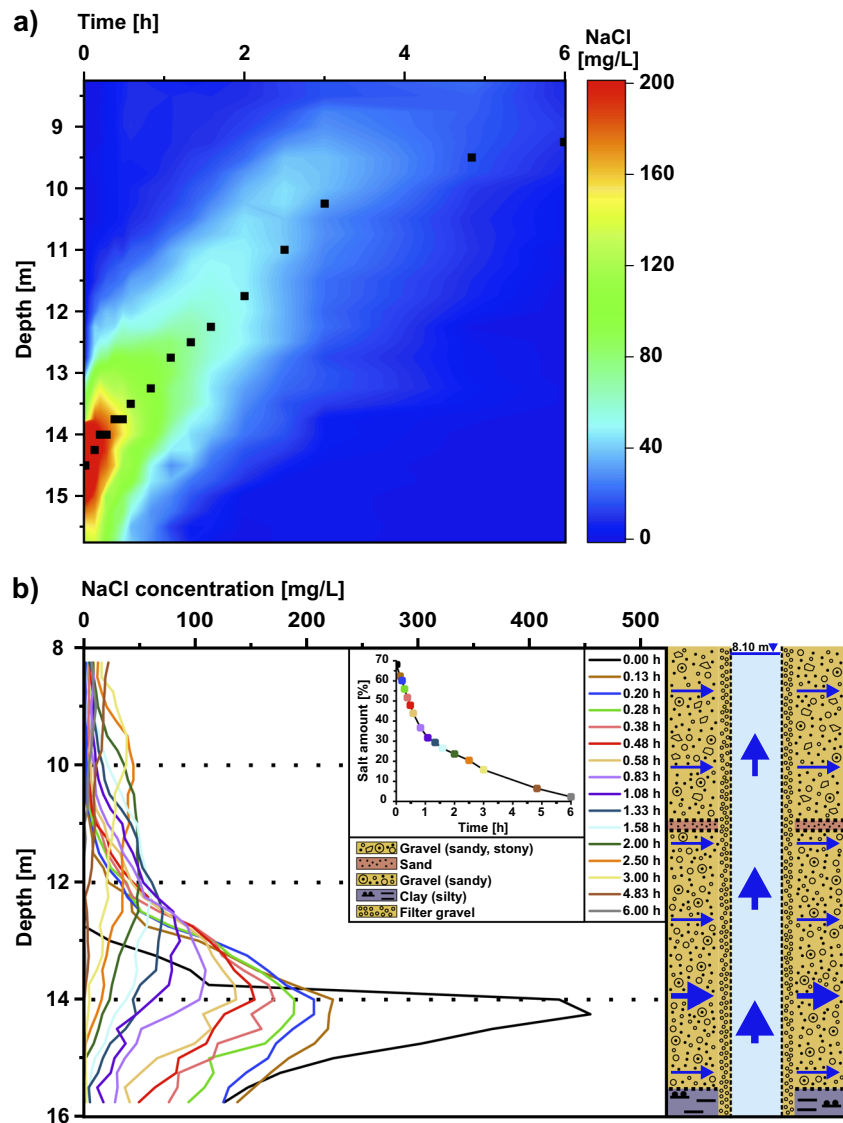 a)
Time [h]
0 2 4 6
NaCl
[mg/L]
Depth [m]
9
10
11
12
13
14
15
200
160
120
80
40
0
b)
NaCl concentration [mg/L]
0 100 200 300 400 500
Depth [m]
8
10
12
14
16
Salt amount [%]
70
60
50
40
30
20
10
0
0 0.5 1 2 3 4 5 6
Time [h]
Gravel (sandy, stony)
Sand
Gravel (sandy)
Clay (silty)
Filter gravel
0.00 h
0.13 h
0.20 h
0.28 h
0.38 h
0.48 h
0.58 h
0.83 h
1.08 h
1.33 h
1.58 h
2.00 h
2.50 h
3.00 h
4.83 h
6.00 h
8.10 m